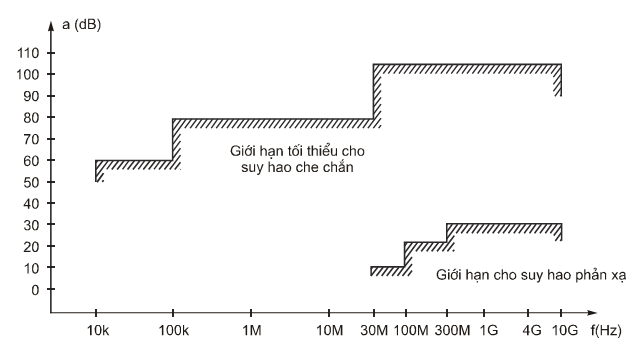 a (dB)
110
100
90
80
70
60
50
40
30
20
10
0
Giới hạn tối thiểu cho
suy hao che chắn
Giới hạn cho suy hao phản xạ
10k 100k 1M 10M 30M 100M 300M 1G 4G 10G f(Hz)